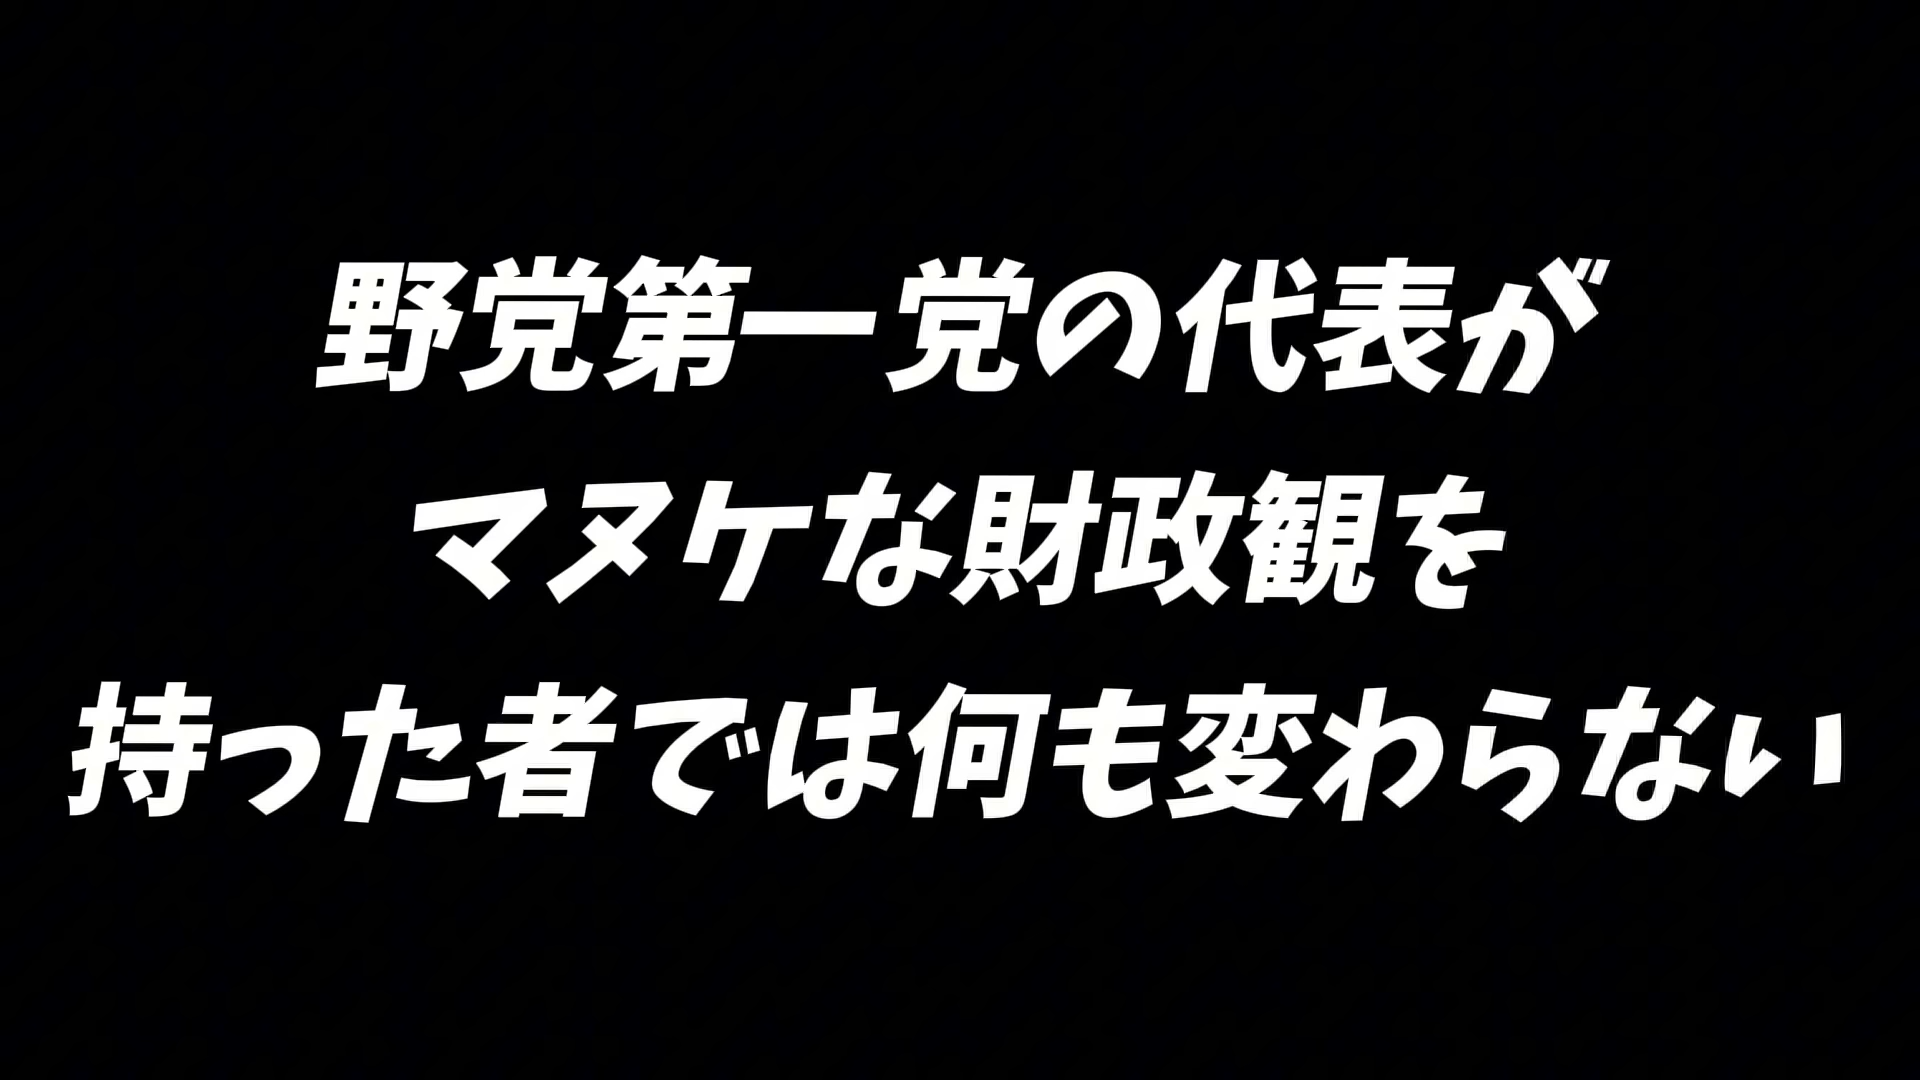 野党第一党の代表が
マヌケな財政観を
持った者では何も変わらない